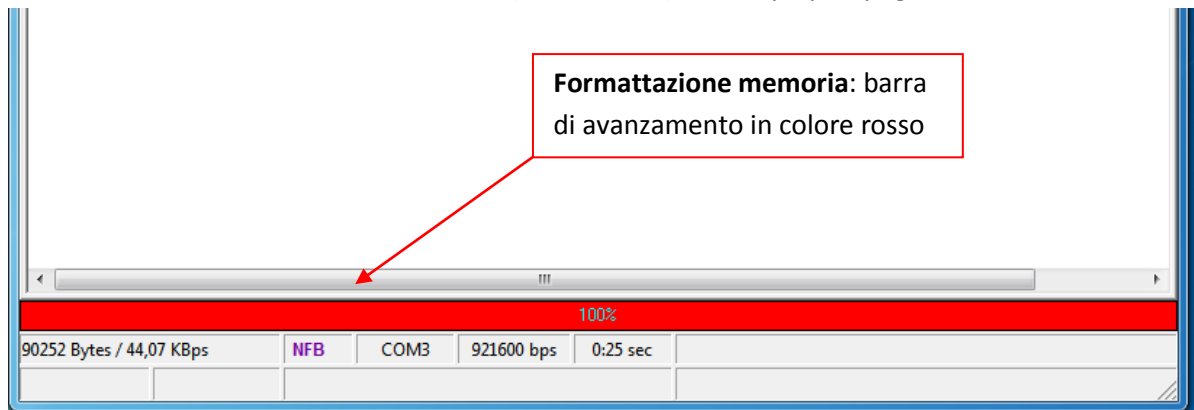 Formattazione memoria: barra
di avanzamento in colore rosso
100%
90252 Bytes / 44,07 KBps NFB COM3 921600 bps 0:25 sec